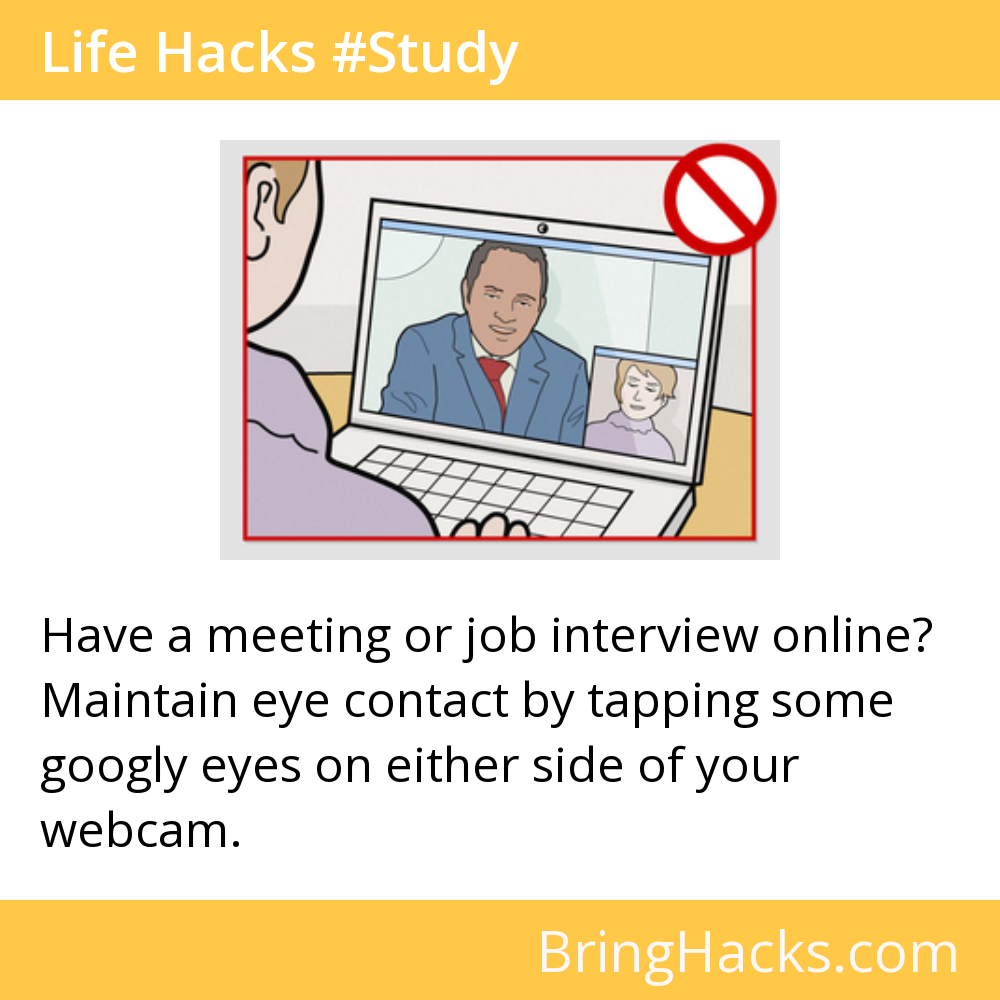 Life Hacks #Study
Have a meeting or job interview online?
Maintain eye contact by tapping some
googly eyes on either side of your
webcam.
BringHacks.com